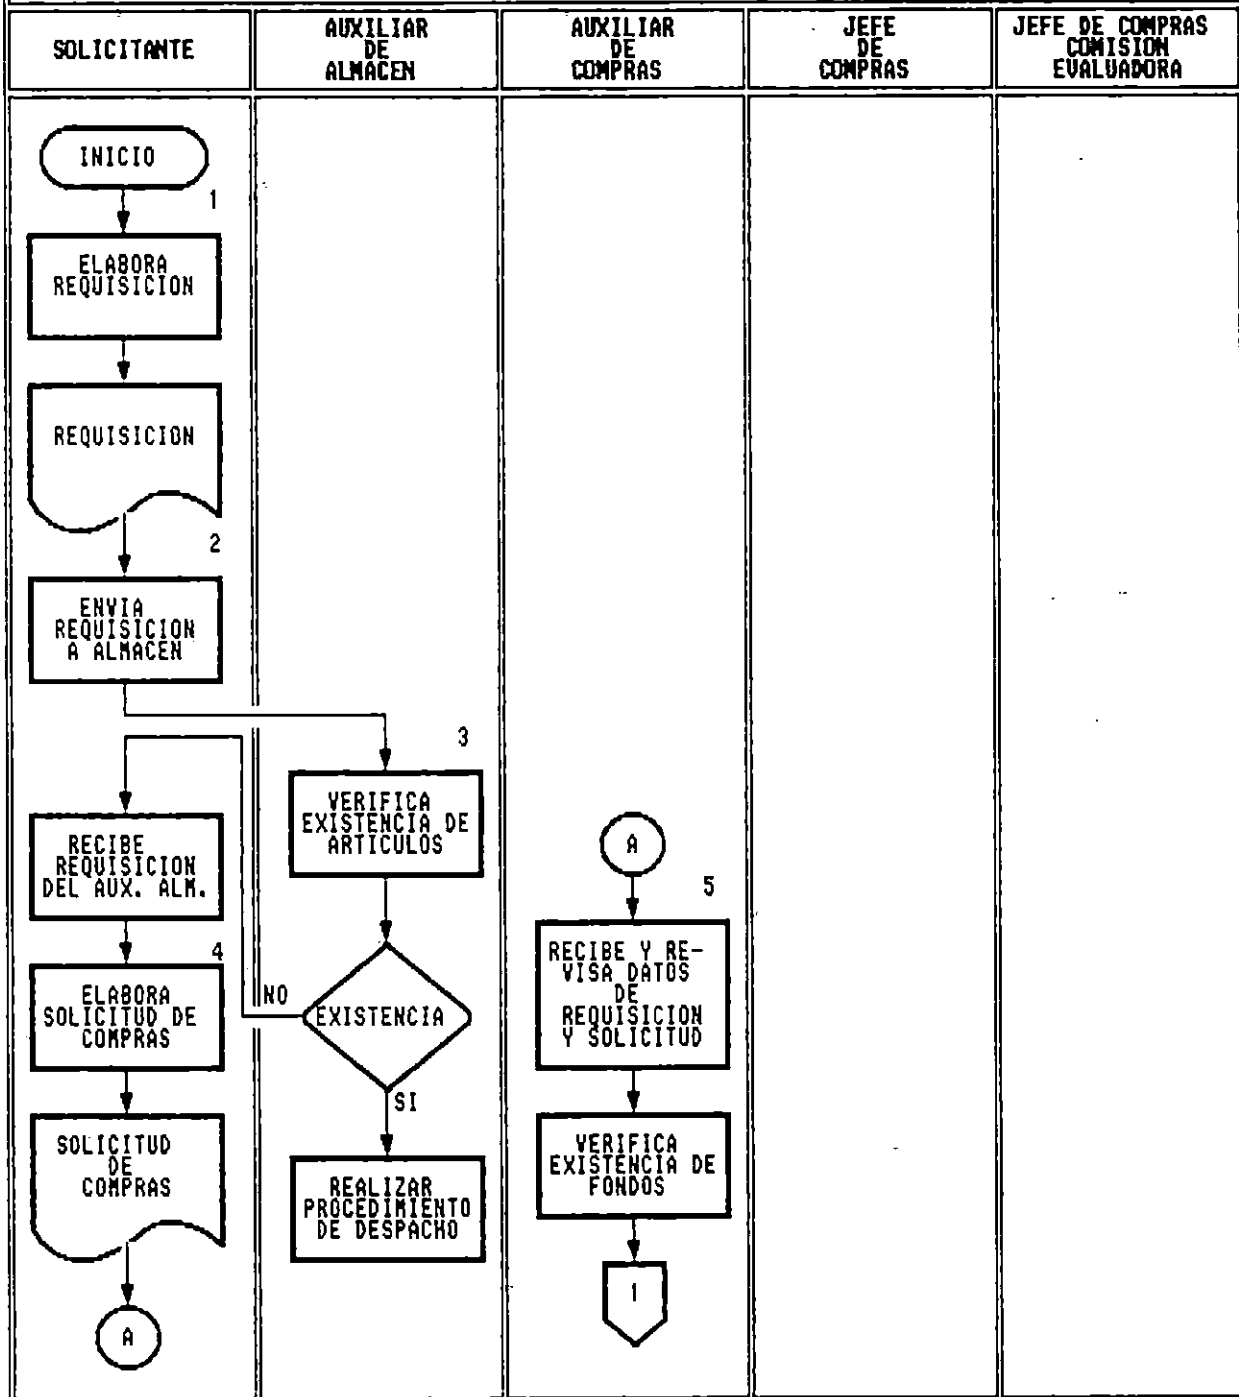 SOLICITANTE
AUXILIAR
DE
ALMACEN
AUXILIAR
DE
COMPRAS
JEFE
DE
COMPRAS
JEFE DE COMPRAS
COMISION
EVALUADORA
INICIO
1
ELABORA
REQUISICION
REQUISICION
2
ENVIA
REQUISICION
A ALMACEN
3
VERIFICA
EXISTENCIA DE
ARTICULOS
RECIBE
REQUISICION
DEL AUX. ALM.
4
ELABORA
SOLICITUD DE
COMPRAS
NO
EXISTENCIA
SI
SOLICITUD
DE
COMPRAS
REALIZAR
PROCEDIMIENTO
DE DESPACHO
A
A
5
RECIBE Y RE-
VISA DATOS
DE
REQUISICION
Y SOLICITUD
VERIFICA
EXISTENCIA DE
FONDOS
1